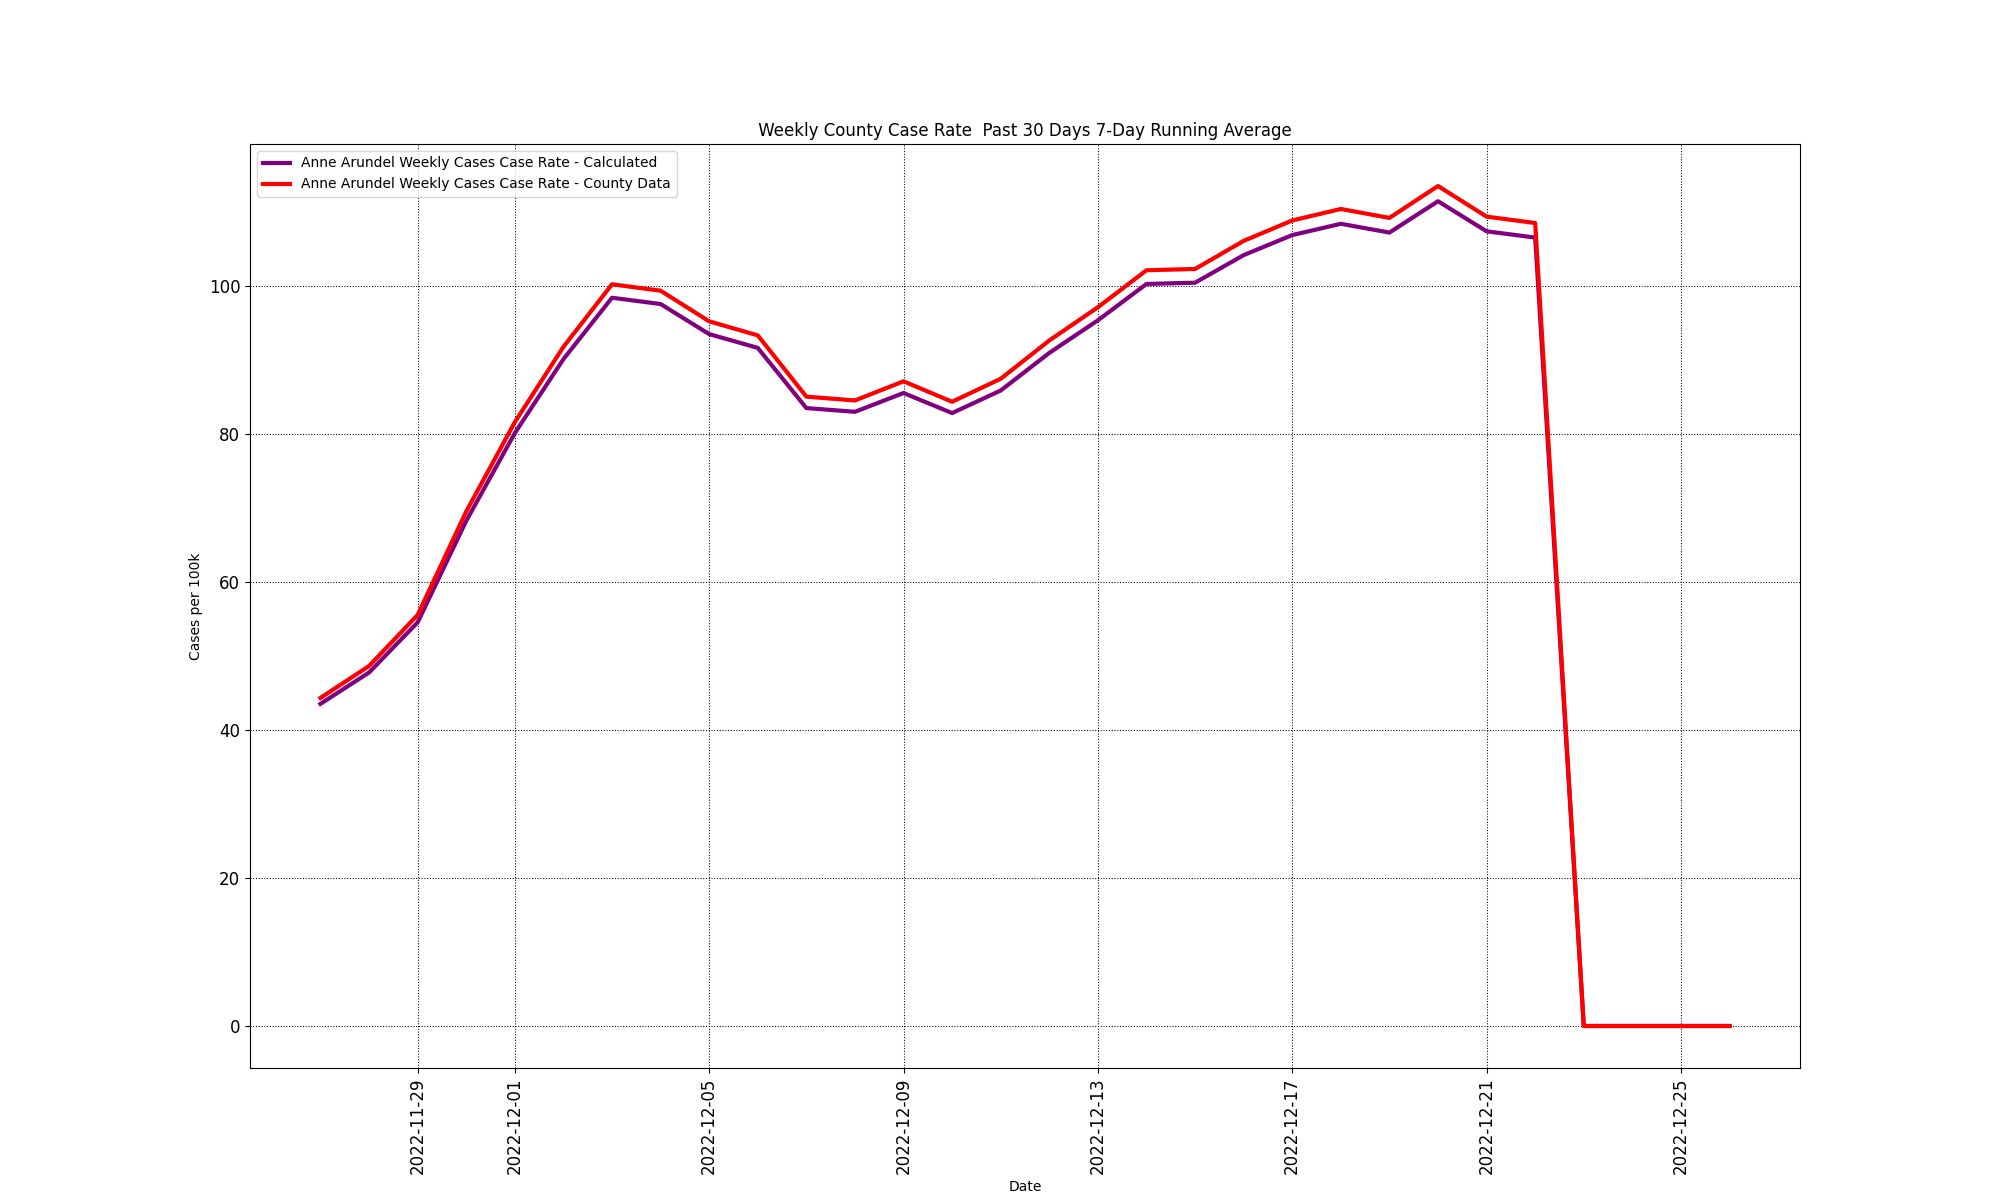 Weekly County Case Rate  Past 30 Days 7-Day Running Average
Anne Arundel Weekly Cases Case Rate - Calculated
Anne Arundel Weekly Cases Case Rate - County Data
Cases per 100k
100
80
60
40
20
0
2022-11-29
2022-12-01
2022-12-05
2022-12-09
2022-12-13
2022-12-17
2022-12-21
2022-12-25
Date